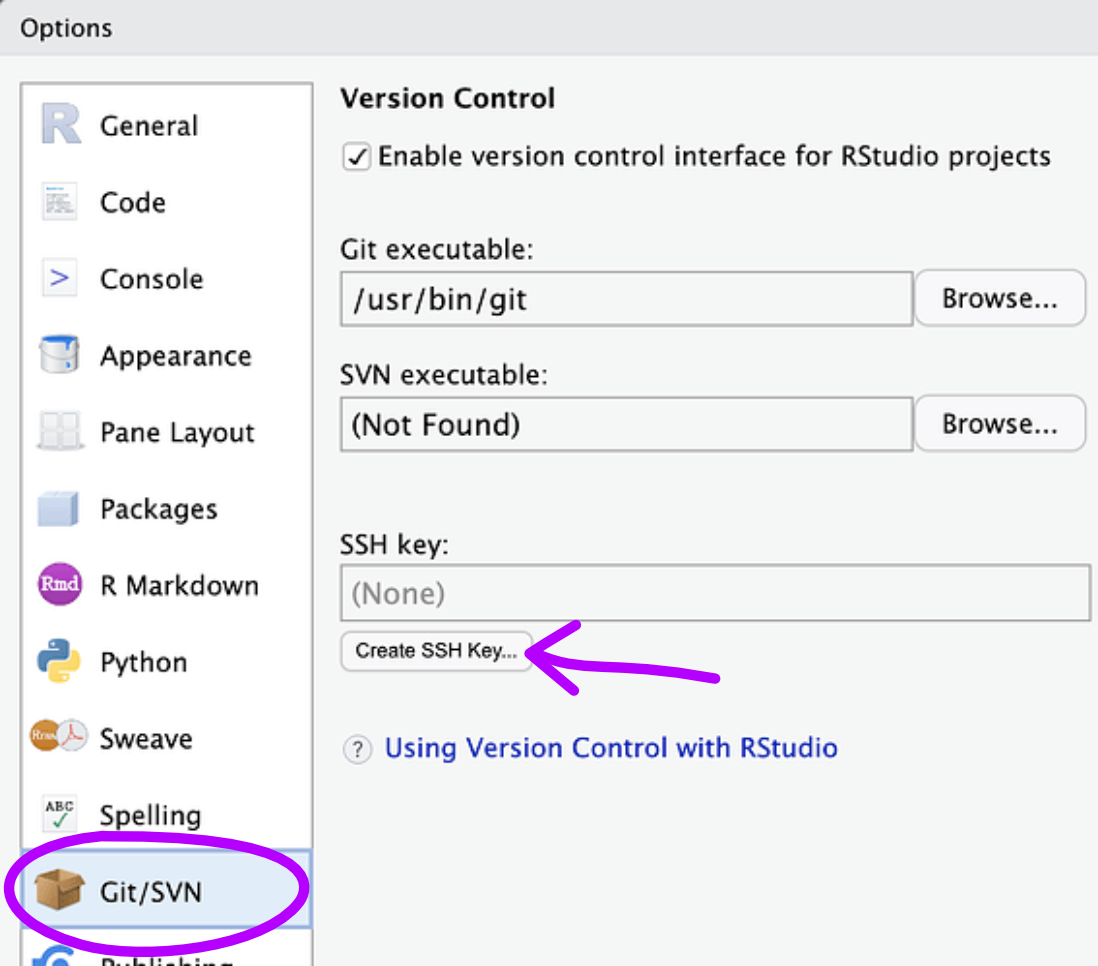 Options
General
Code
>
Console
Appearance
Pane Layout
Packages
Rmd
R Markdown
Python
Sweave
ABC
Spelling
Git/SVN
Publishing
Version Control
Enable version control interface for RStudio projects
Git executable:
/usr/bin/git
Browse...
SVN executable:
(Not Found)
Browse...
SSH key:
(None)
Create SSH Key...
? Using Version Control with RStudio